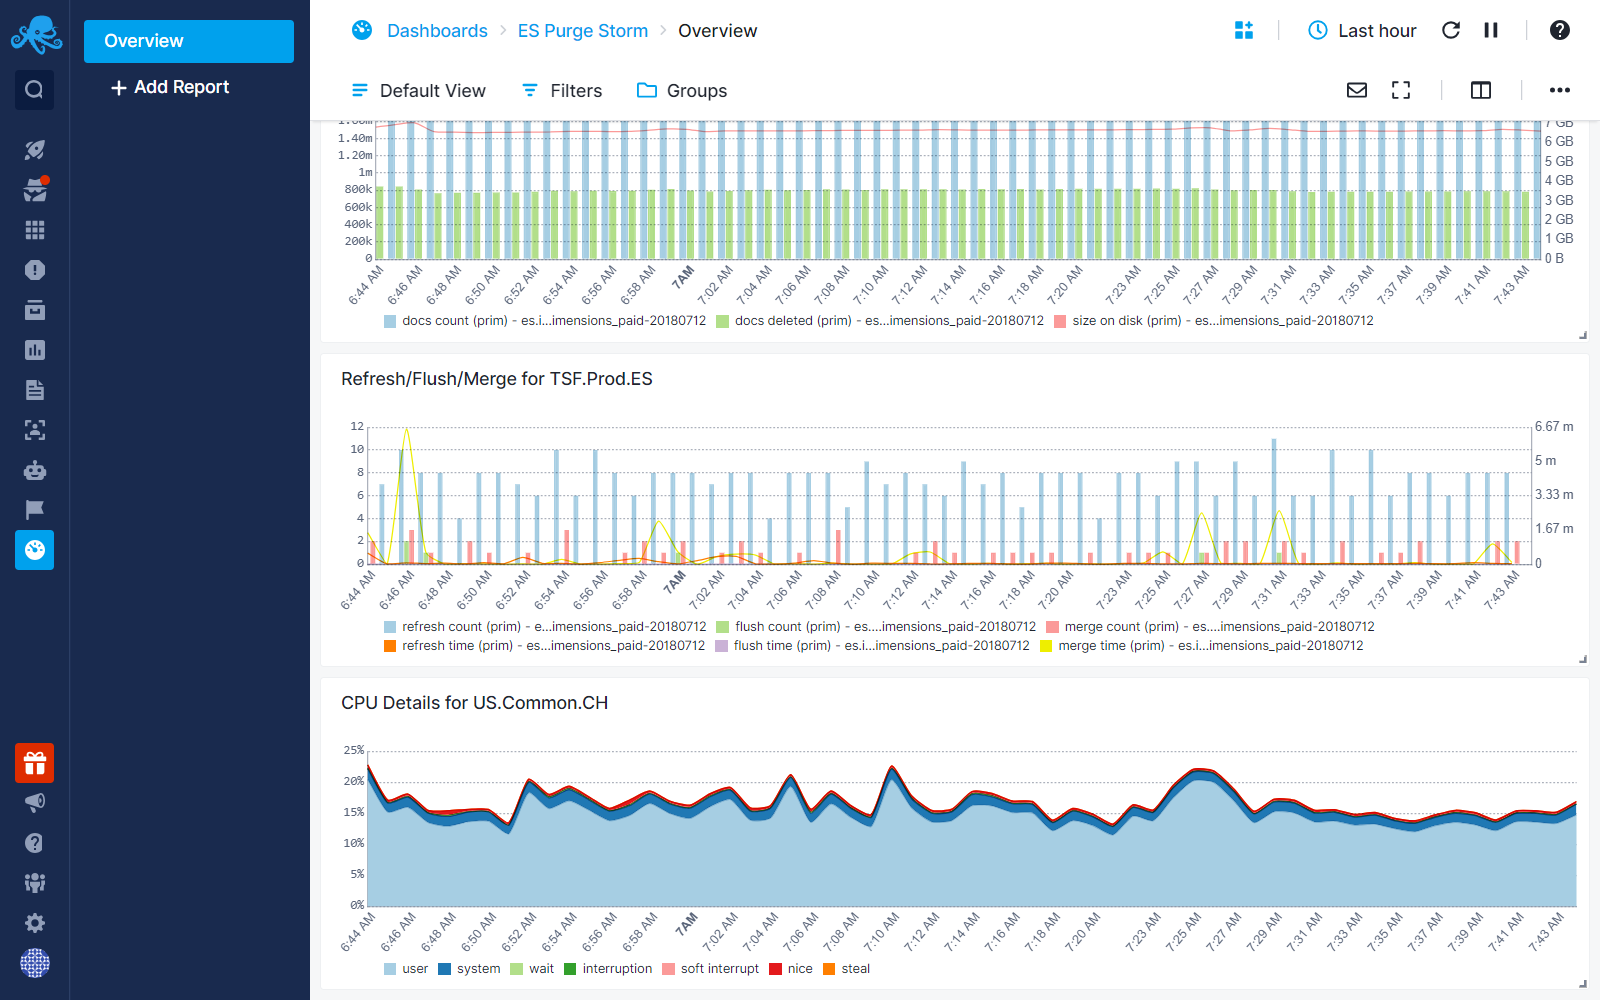 Overview
+ Add Report
Dashboards > ES Purge Storm > Overview
Last hour
Default View Filters Groups
1.60m
1.40m
1.20m
1m
800k
600k
400k
200k
0
7 GB
6 GB
5 GB
4 GB
3 GB
2 GB
1 GB
0 B
6:44 AM 6:46 AM 6:48 AM 6:50 AM 6:52 AM 6:54 AM 6:56 AM 6:58 AM 7AM 7:02 AM 7:04 AM 7:06 AM 7:08 AM 7:10 AM 7:12 AM 7:14 AM 7:16 AM 7:18 AM 7:20 AM 7:23 AM 7:25 AM 7:27 AM 7:29 AM 7:31 AM 7:33 AM 7:35 AM 7:37 AM 7:39 AM 7:41 AM 7:43 AM
docs count (prim) - es.i...imensions_paid-20180712 docs deleted (prim) - es...imensions_paid-20180712 size on disk (prim) - es...imensions_paid-20180712
Refresh/Flush/Merge for TSF.Prod.ES
12
10
8
6
4
2
0
6.67 m
5 m
3.33 m
1.67 m
0
6:44 AM 6:46 AM 6:48 AM 6:50 AM 6:52 AM 6:54 AM 6:56 AM 6:58 AM 7AM 7:02 AM 7:04 AM 7:06 AM 7:08 AM 7:10 AM 7:12 AM 7:14 AM 7:16 AM 7:18 AM 7:20 AM 7:23 AM 7:25 AM 7:27 AM 7:29 AM 7:31 AM 7:33 AM 7:35 AM 7:37 AM 7:39 AM 7:41 AM 7:43 AM
refresh count (prim) - e...imensions_paid-20180712 flush count (prim) - es....imensions_paid-20180712 merge count (prim) - es....imensions_paid-20180712
refresh time (prim) - es...imensions_paid-20180712 flush time (prim) - es.i...imensions_paid-20180712 merge time (prim) - es.i...imensions_paid-20180712
CPU Details for US.Common.CH
25%
20%
15%
10%
5%
0%
6:44 AM 6:46 AM 6:48 AM 6:50 AM 6:52 AM 6:54 AM 6:56 AM 6:58 AM 7AM 7:02 AM 7:04 AM 7:06 AM 7:08 AM 7:10 AM 7:12 AM 7:14 AM 7:16 AM 7:18 AM 7:20 AM 7:23 AM 7:25 AM 7:27 AM 7:29 AM 7:31 AM 7:33 AM 7:35 AM 7:37 AM 7:39 AM 7:41 AM 7:43 AM
user system wait interruption soft interrupt nice steal